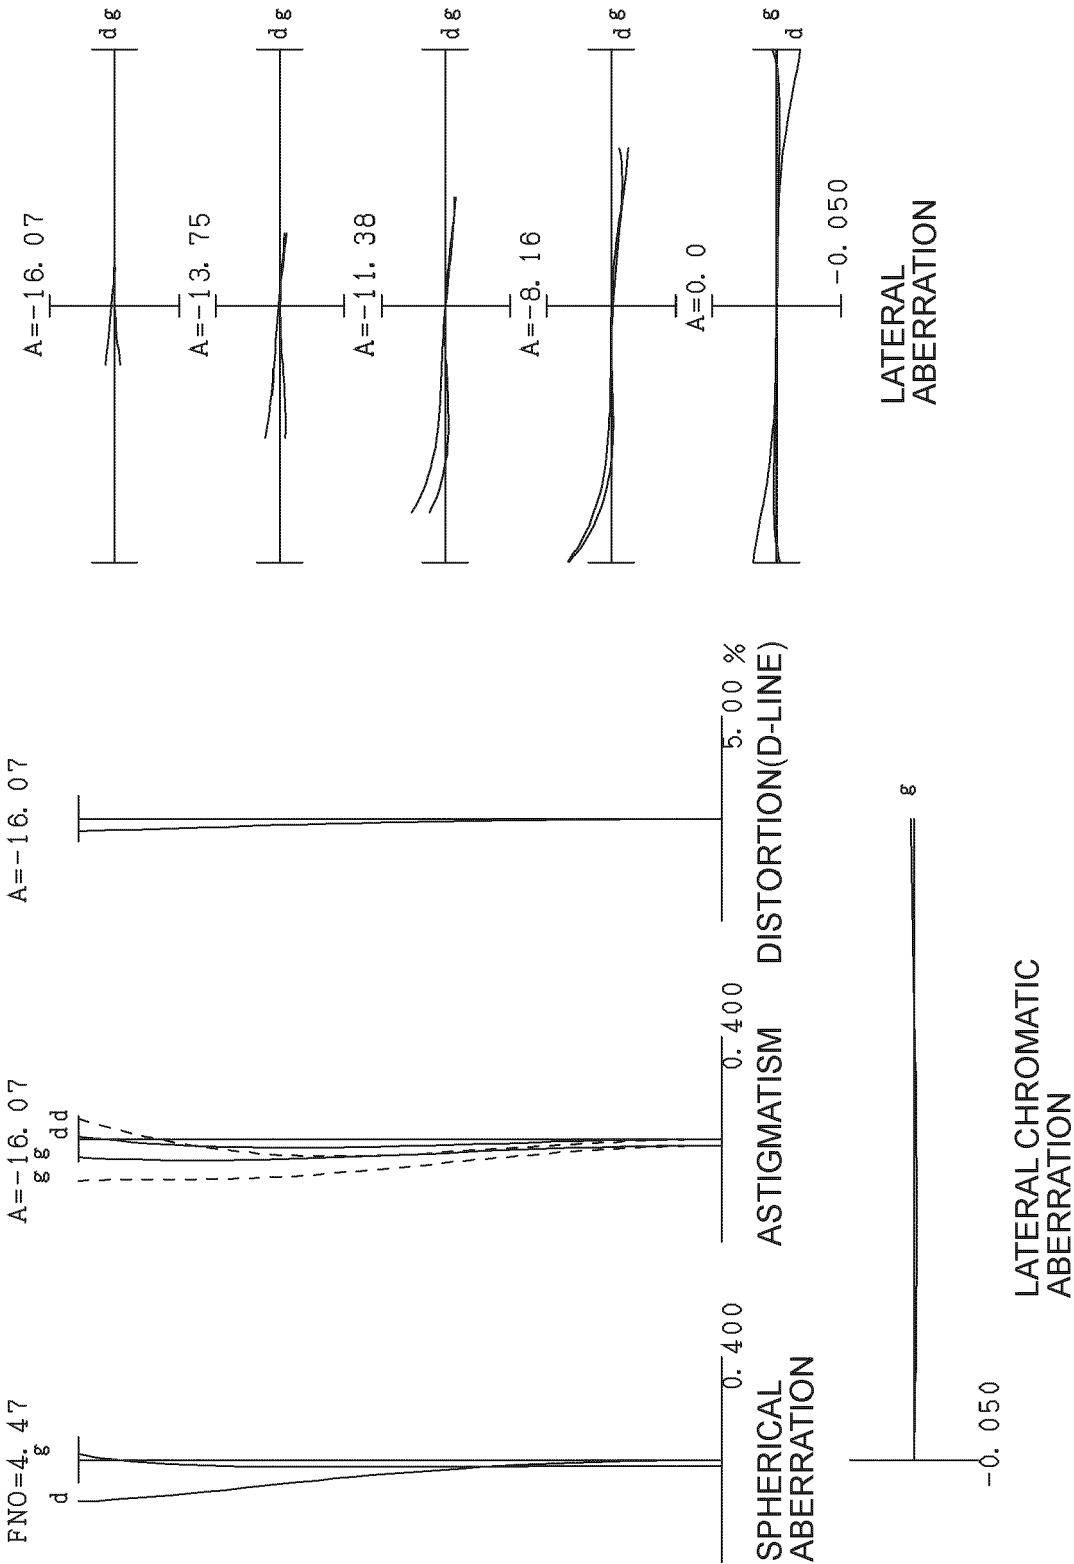 FNO=4. 47
d
g
SPHERICAL
ABERRATION
0. 400
A=-16. 07
g g
d d
ASTIGMATISM
0. 400
A=-16. 07
DISTORTION(D-LINE)
5. 00 %
g
-0. 050
LATERAL CHROMATIC
ABERRATION
A=-16. 07
d g
A=-13. 75
d g
A=-11. 38
d g
A=-8. 16
d g
A=0. 0
g
d
-0. 050
LATERAL
ABERRATION